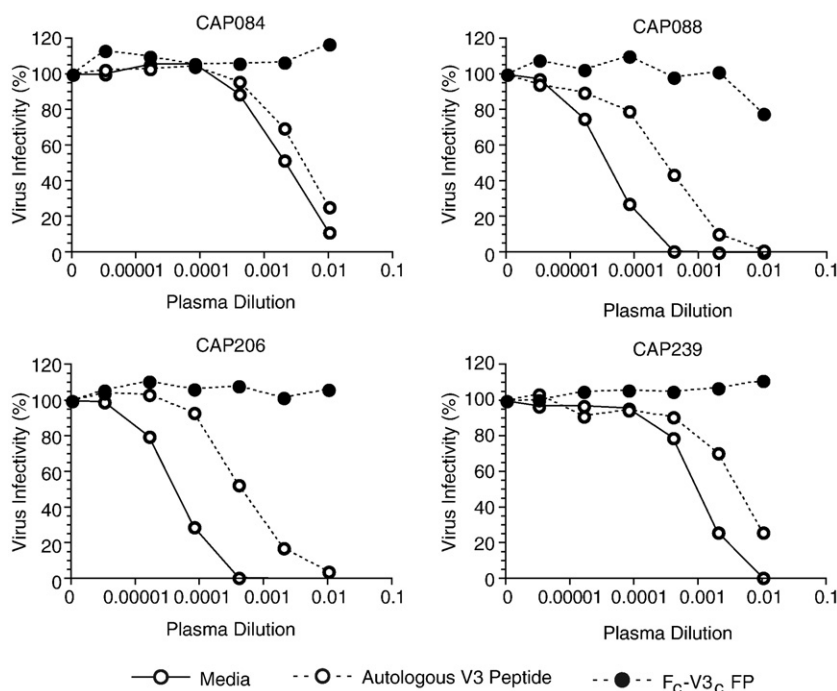 CAP084
120
100
80
60
40
20
0
Virus Infectivity (%)
0 0.00001 0.0001 0.001 0.01 0.1
Plasma Dilution
CAP088
120
100
80
60
40
20
0
Virus Infectivity (%)
0 0.00001 0.0001 0.001 0.01 0.1
Plasma Dilution
CAP206
120
100
80
60
40
20
0
Virus Infectivity (%)
0 0.00001 0.0001 0.001 0.01 0.1
Plasma Dilution
CAP239
120
100
80
60
40
20
0
Virus Infectivity (%)
0 0.00001 0.0001 0.001 0.01 0.1
Plasma Dilution
Media Autologous V3 Peptide Fc-V3c FP